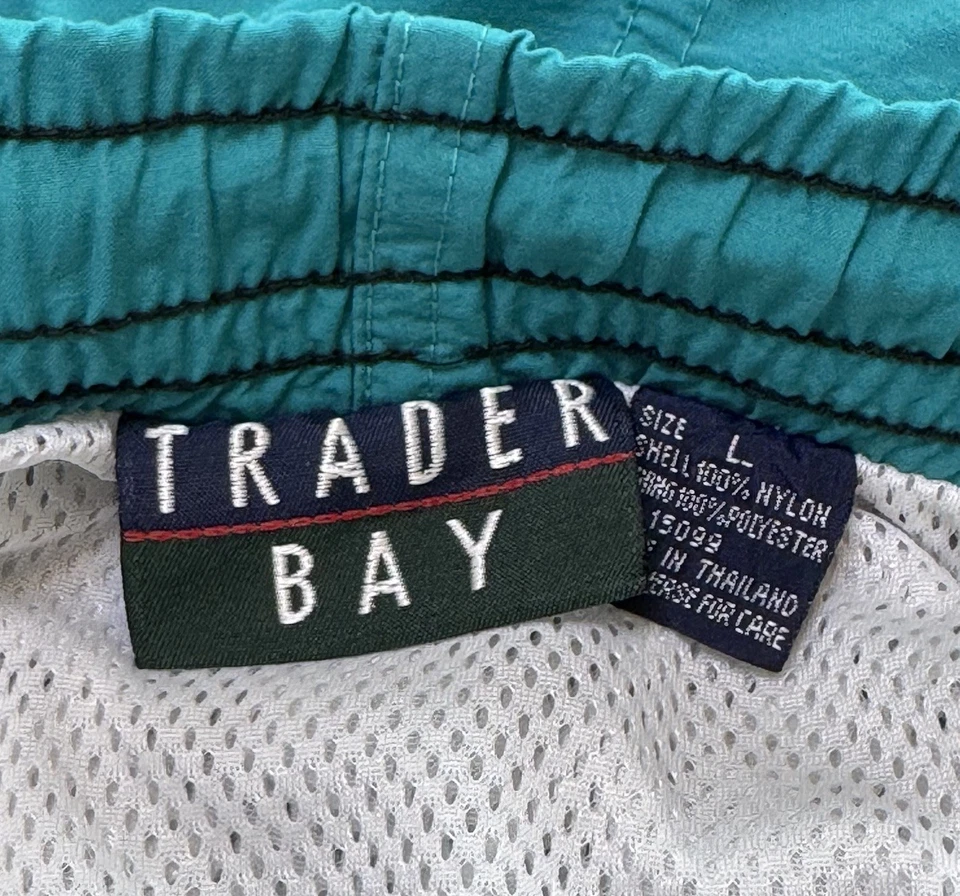 TRADER
BAY
SIZE L
SHELL 100% NYLON
100% POLYESTER
15099
IN THAILAND
FOR CARE